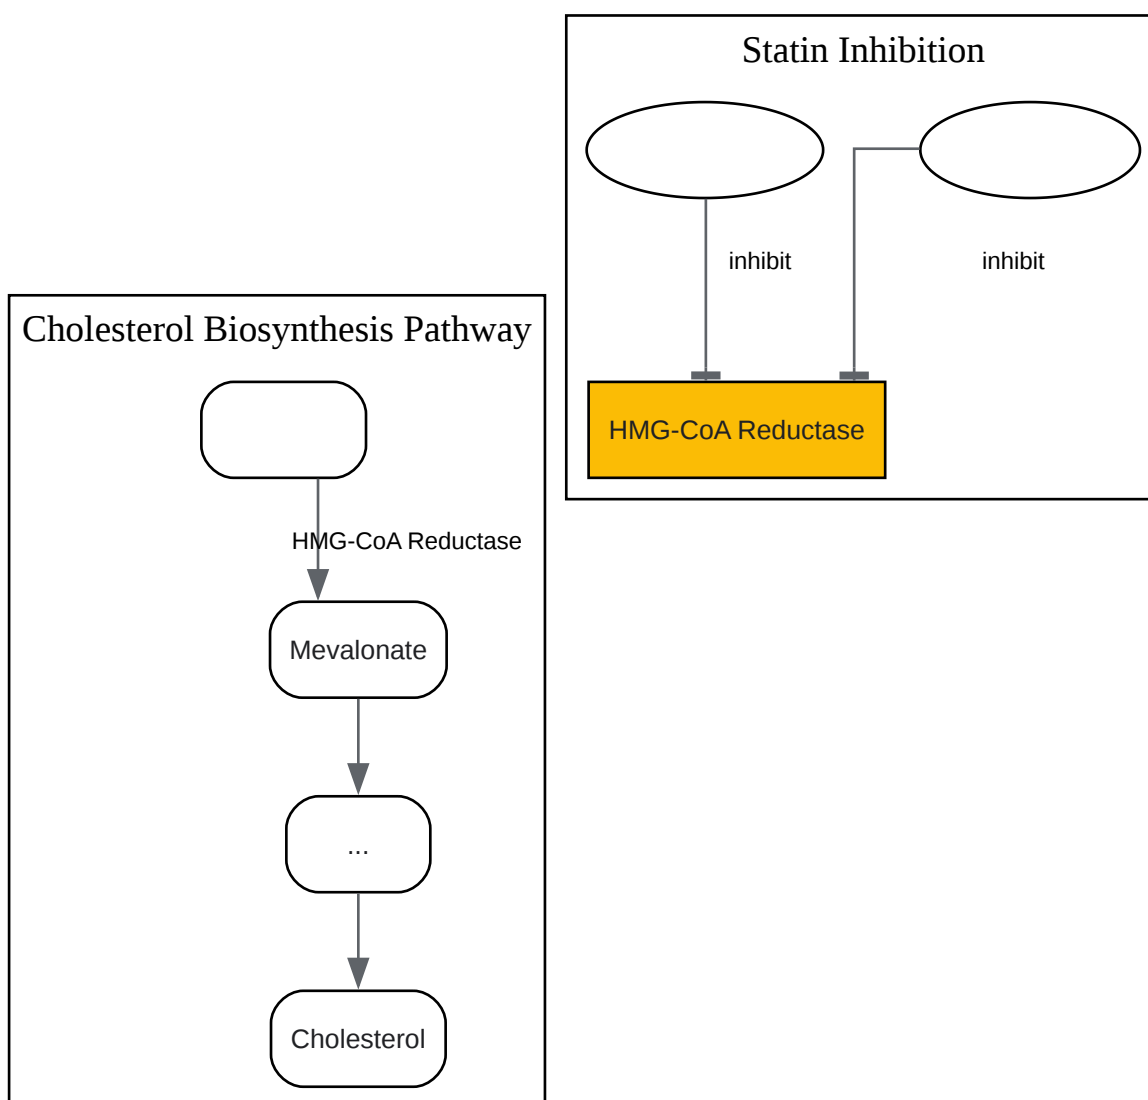 Statin Inhibition
inhibit
inhibit
HMG-CoA Reductase
Cholesterol Biosynthesis Pathway
HMG-CoA Reductase
Mevalonate
...
Cholesterol